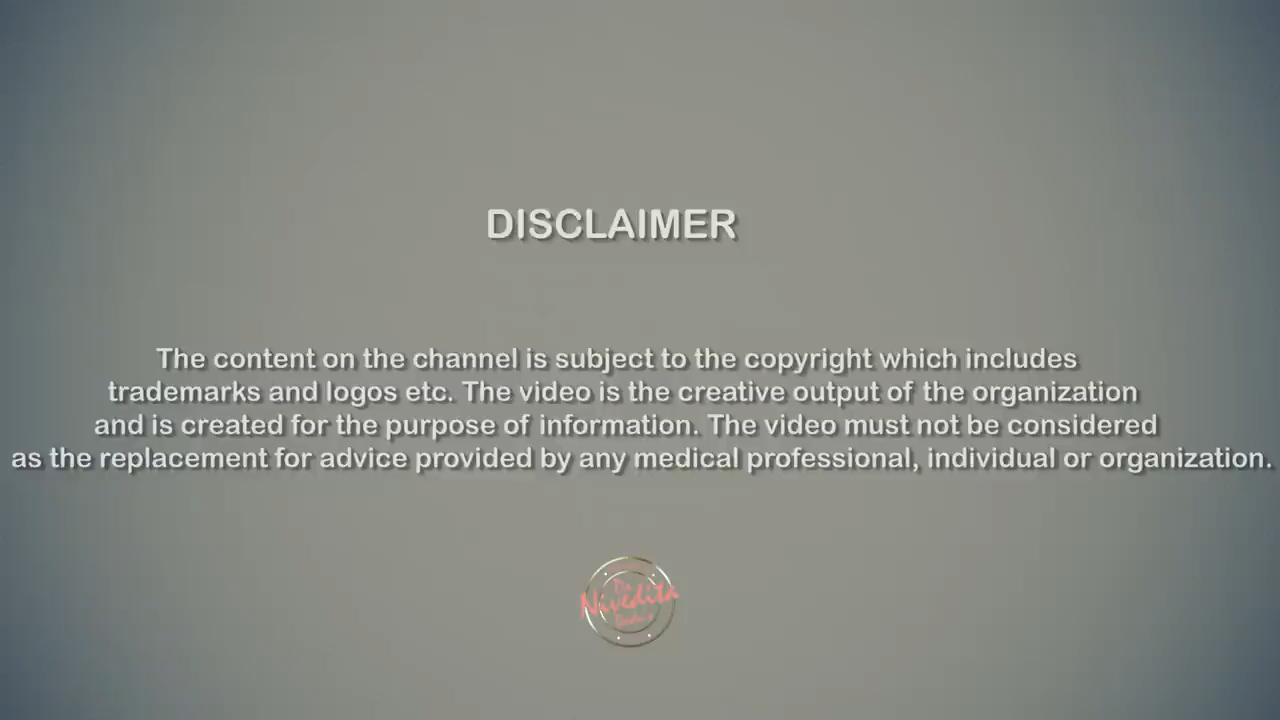 DISCLAIMER
The content on the channel is subject to the copyright which includes
trademarks and logos etc. The video is the creative output of the organization
and is created for the purpose of information. The video must not be considered
as the replacement for advice provided by any medical professional, individual or organization.
Dr
Nivedita